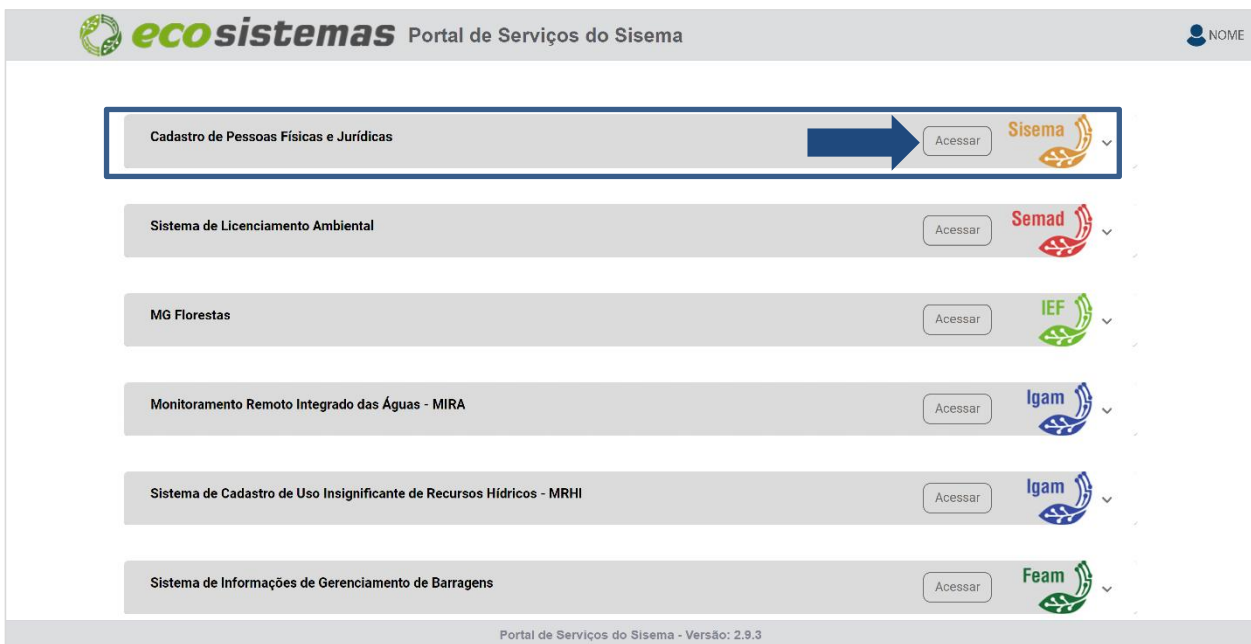 ecosistemas Portal de Serviços do Sisema
NOME
Cadastro de Pessoas Físicas e Jurídicas
Acessar
Sisema
Sistema de Licenciamento Ambiental
Acessar
Semad
MG Florestas
Acessar
IEF
Monitoramento Remoto Integrado das Águas - MIRA
Acessar
Igam
Sistema de Cadastro de Uso Insignificante de Recursos Hídricos - MRHI
Acessar
Igam
Sistema de Informações de Gerenciamento de Barragens
Acessar
Feam
Portal de Serviços do Sisema - Versão: 2.9.3